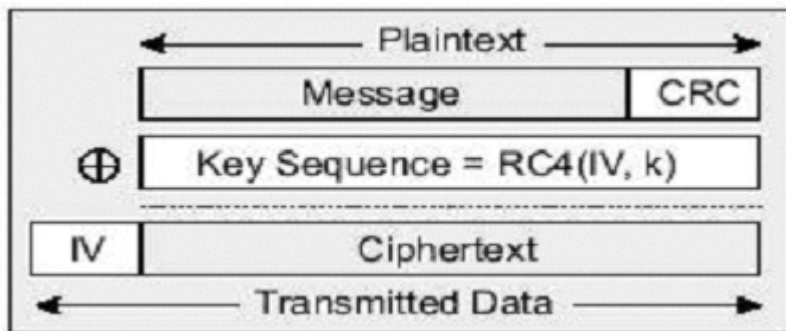 Plaintext
Message CRC
⊕ Key Sequence = RC4(IV, k)
IV Ciphertext
Transmitted Data